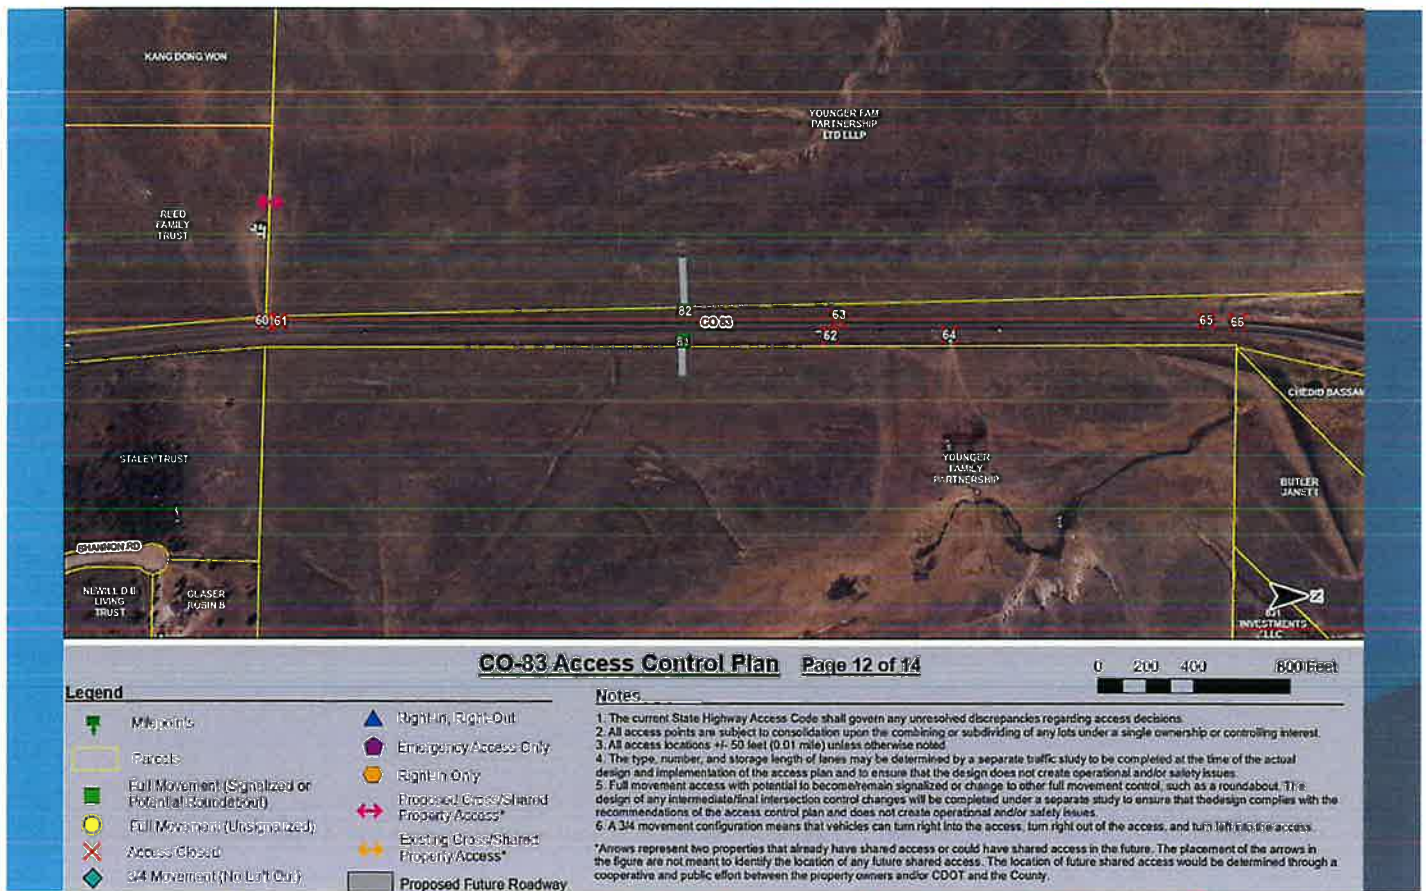 KANG DONG WON
YOUNGER FAM
PARTNERSHIP
LTD LLLP
REED
FAMILY
TRUST
82
63
60 61
CO 83
65
66
81
62
64
CHEDID BASSAM
STALEY TRUST
YOUNGER
FAMILY
PARTNERSHIP
BUTLER
JANET I
SHANNON RD
NEWILL D B
LIVING
TRUST
GLASER
ROBIN B
INVESTMENTS
LLC
CO-83 Access Control Plan Page 12 of 14
0 200 400 800 Feet
Legend
Mileposts
Parcels
Full Movement (Signalized or
Potential Roundabout)
Full Movement (Unsignalized)
Access Closed
3/4 Movement (No Left Out)
Right-In, Right-Out
Emergency Access Only
Right-In Only
Proposed Cross/Shared
Property Access*
Existing Cross/Shared
Property Access*
Proposed Future Roadway
Notes
1. The current State Highway Access Code shall govern any unresolved discrepancies regarding access decisions.
2. All access points are subject to consolidation upon the combining or subdividing of any lots under a single ownership or controlling interest.
3. All access locations +/- 50 feet (0.01 mile) unless otherwise noted
4. The type, number, and storage length of lanes may be determined by a separate traffic study to be completed at the time of the actual
design and implementation of the access plan and to ensure that the design does not create operational and/or safety issues.
5. Full movement access with potential to become/remain signalized or change to other full movement control, such as a roundabout. The
design of any intermediate/final intersection control changes will be completed under a separate study to ensure that thedesign complies with the
recommendations of the access control plan and does not create operational and/or safety issues.
6. A 3/4 movement configuration means that vehicles can turn right into the access, turn right out of the access, and turn left into the access.
*Arrows represent two properties that already have shared access or could have shared access in the future. The placement of the arrows in
the figure are not meant to identify the location of any future shared access. The location of future shared access would be determined through a
cooperative and public effort between the property owners and/or CDOT and the County.